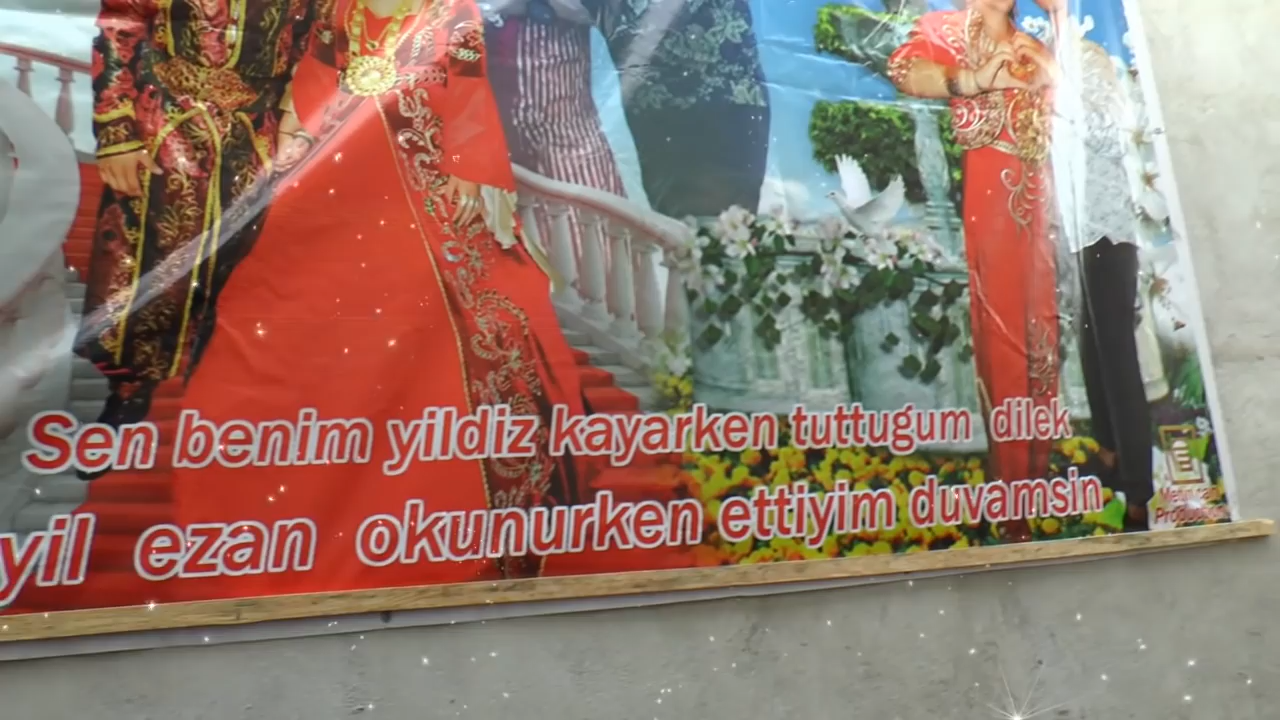 Sen benim yildiz kayarken tuttugum dilek
yil ezan okunurken ettiyim duvamsin